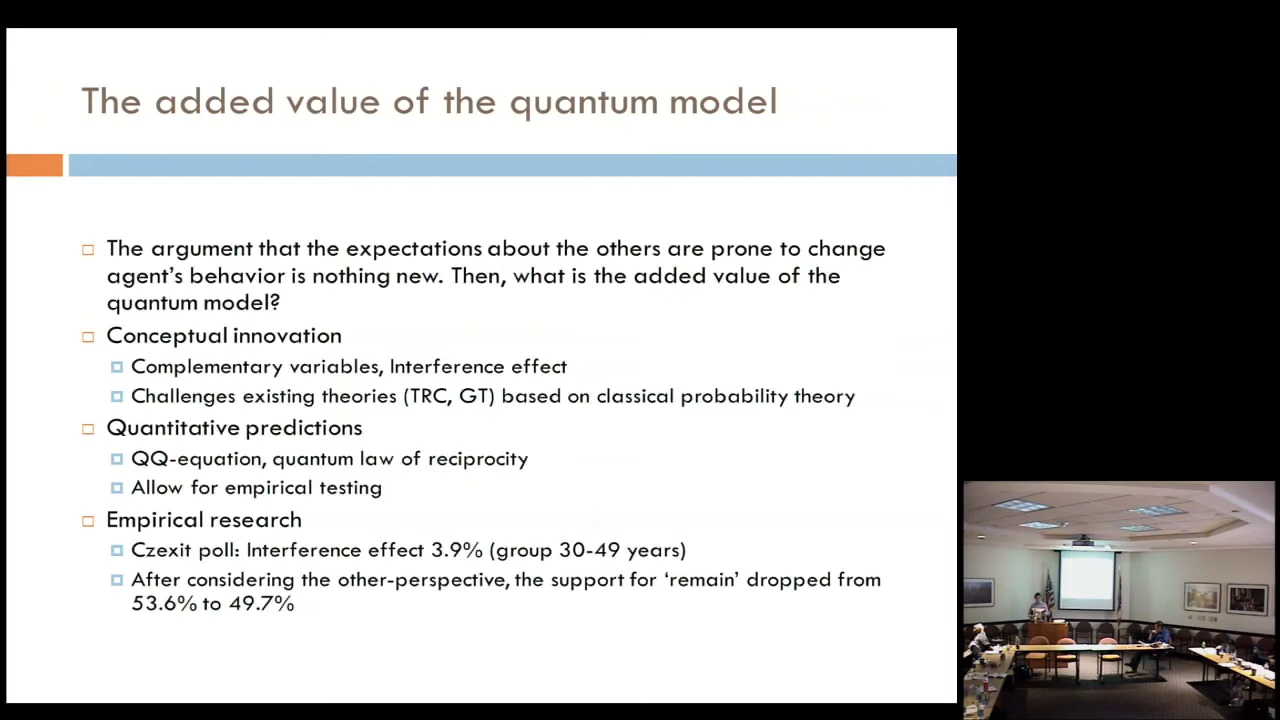 The added value of the quantum model
The argument that the expectations about the others are prone to change
agent's behavior is nothing new. Then, what is the added value of the
quantum model?
Conceptual innovation
Complementary variables, Interference effect
Challenges existing theories (TRC, GT) based on classical probability theory
Quantitative predictions
QQ-equation, quantum law of reciprocity
Allow for empirical testing
Empirical research
Czexit poll: Interference effect 3.9% (group 30-49 years)
After considering the other-perspective, the support for 'remain' dropped from
53.6% to 49.7%